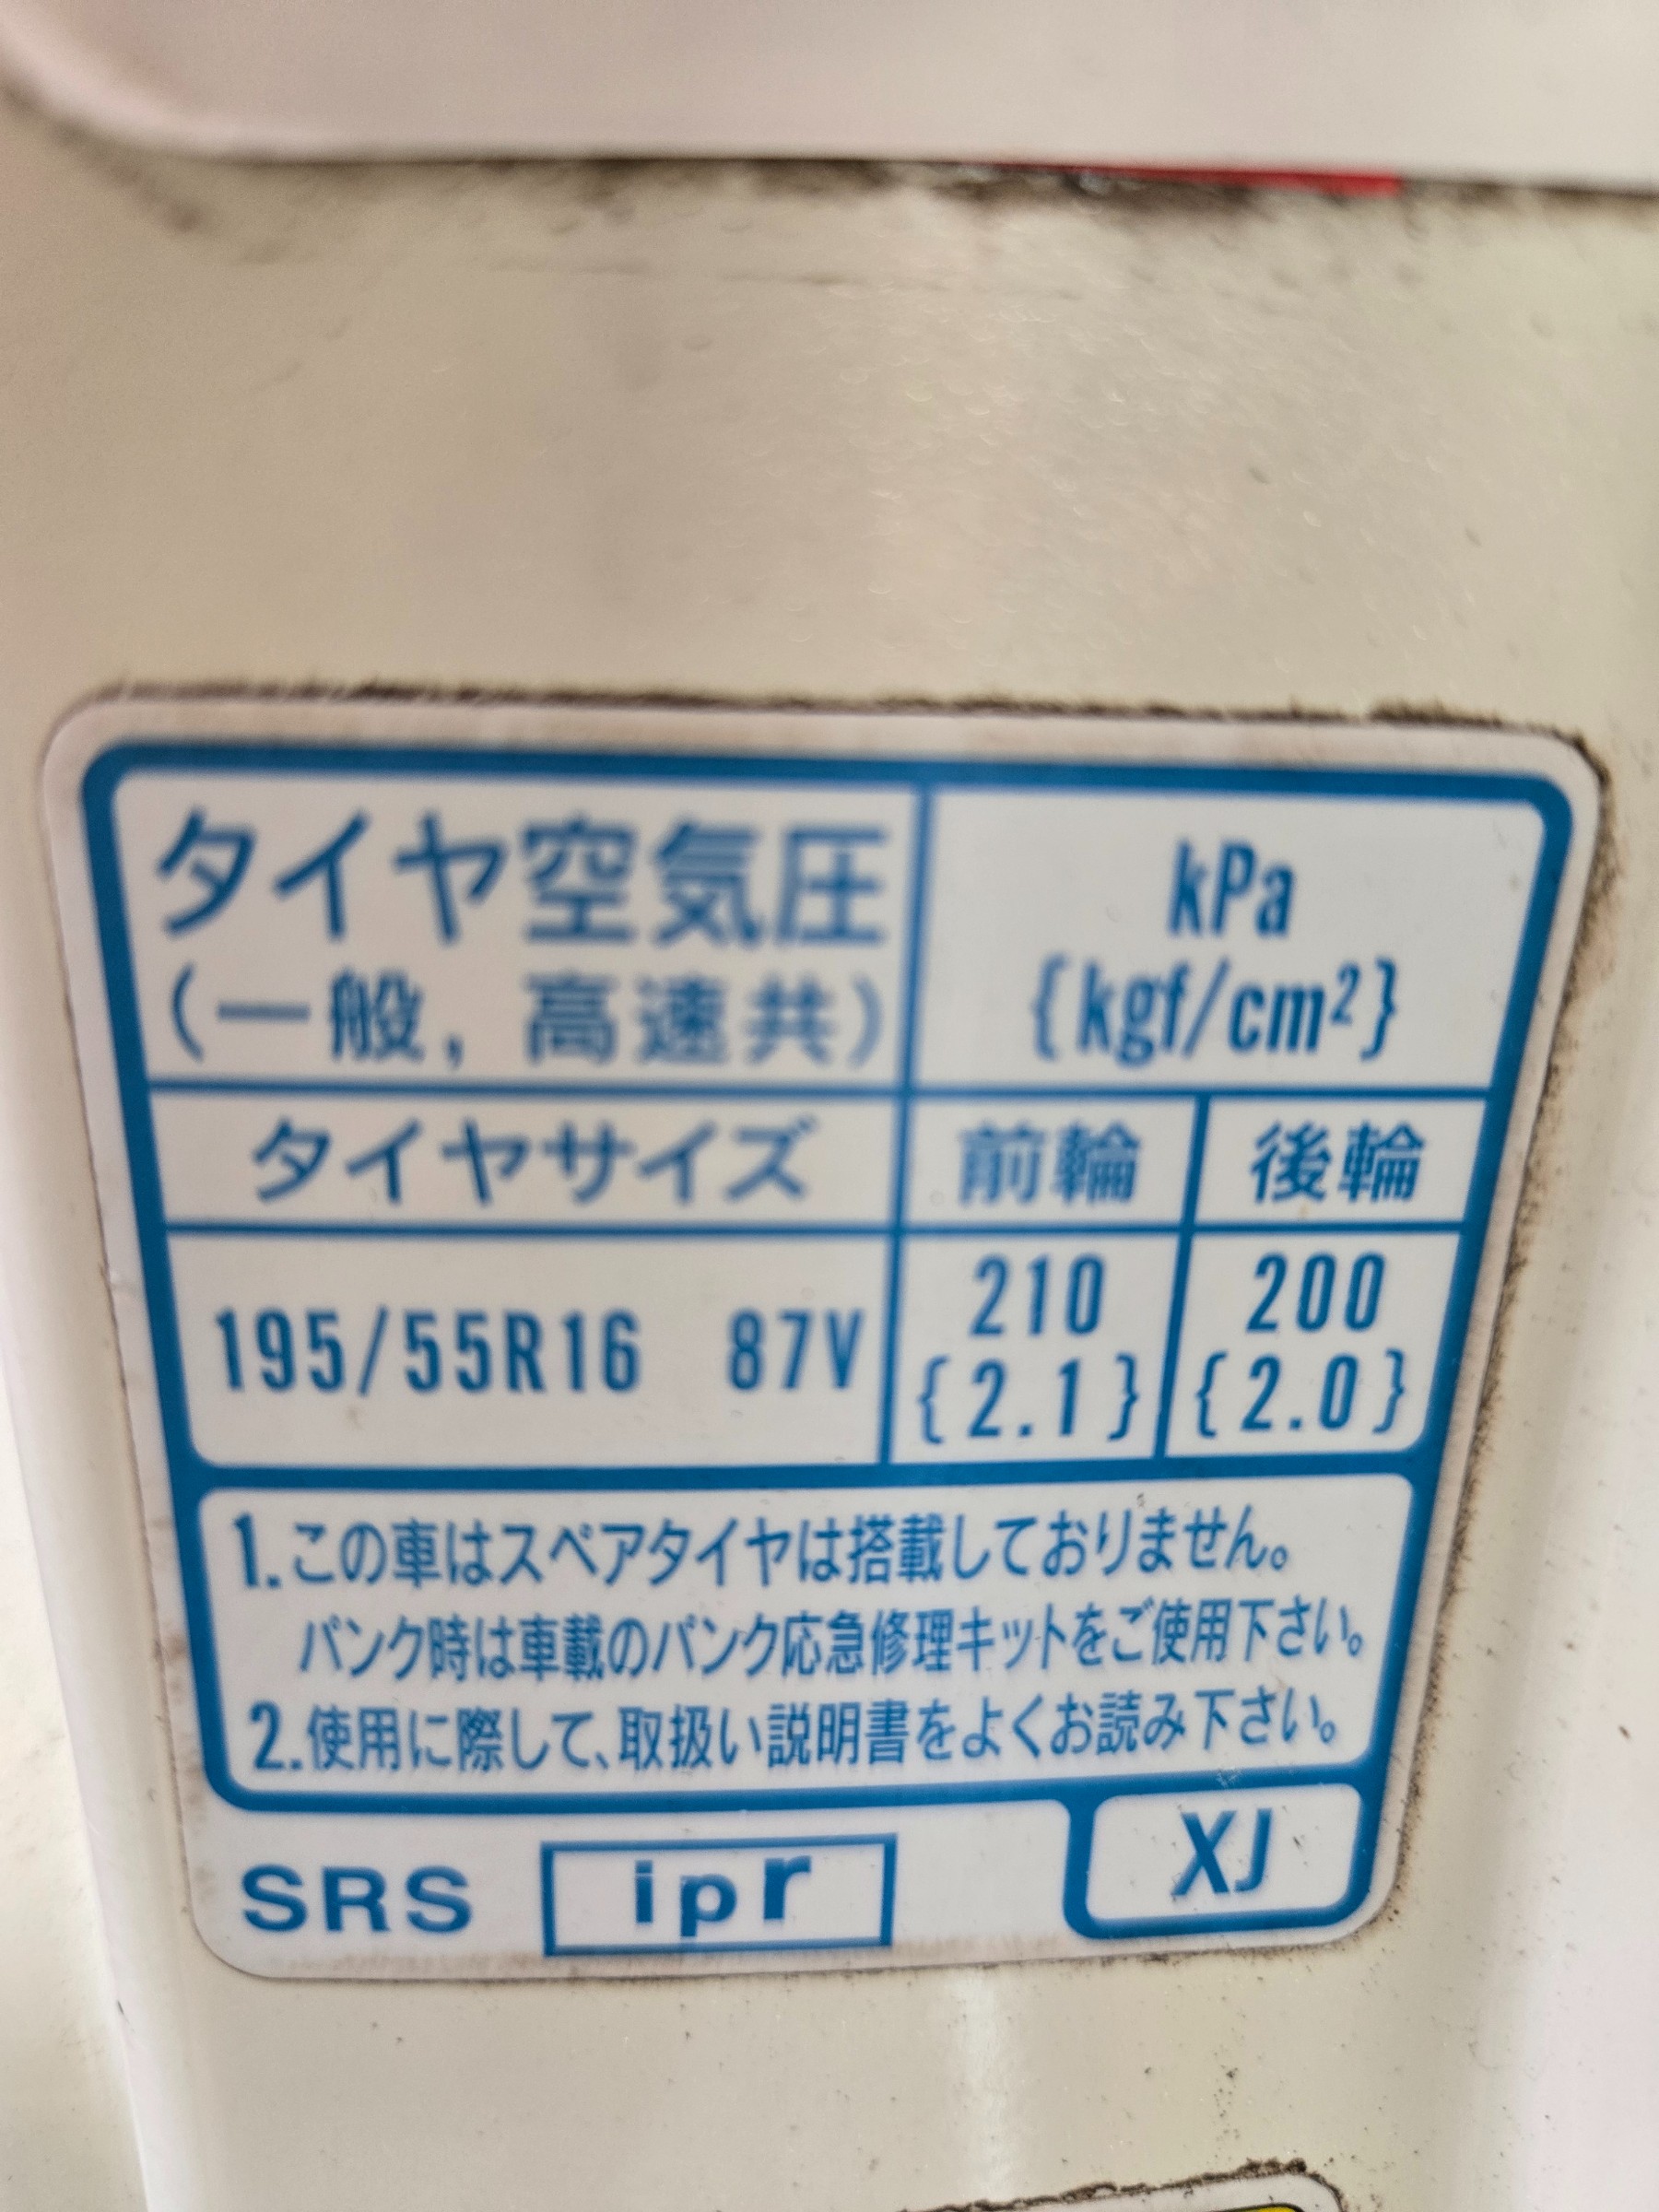 タイヤ空気圧
(一般, 高速共)
kPa
{kgf/cm²}
タイヤサイズ 前輪 後輪
195/55R16 87V
210
{2.1}
200
{2.0}
1.この車はスペアタイヤは搭載しておりません。
パンク時は車載のパンク応急修理キットをご使用下さい。
2.使用に際して、取扱い説明書をよくお読み下さい。
SRS ipr XJ